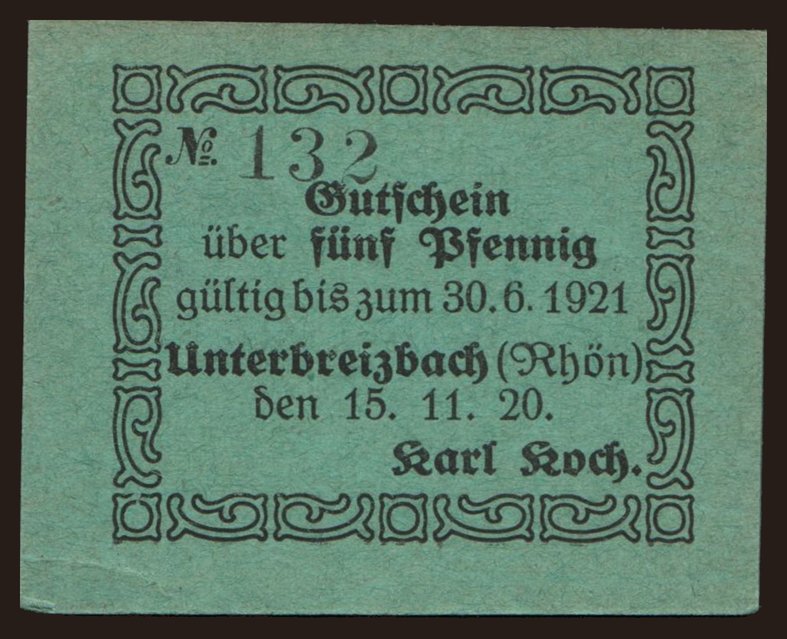 №. 132
Gutschein
über fünf Pfennig
gültig bis zum 30. 6. 1921
Unterbreizbach (Rhön)
den 15. 11. 20.
Karl Koch.